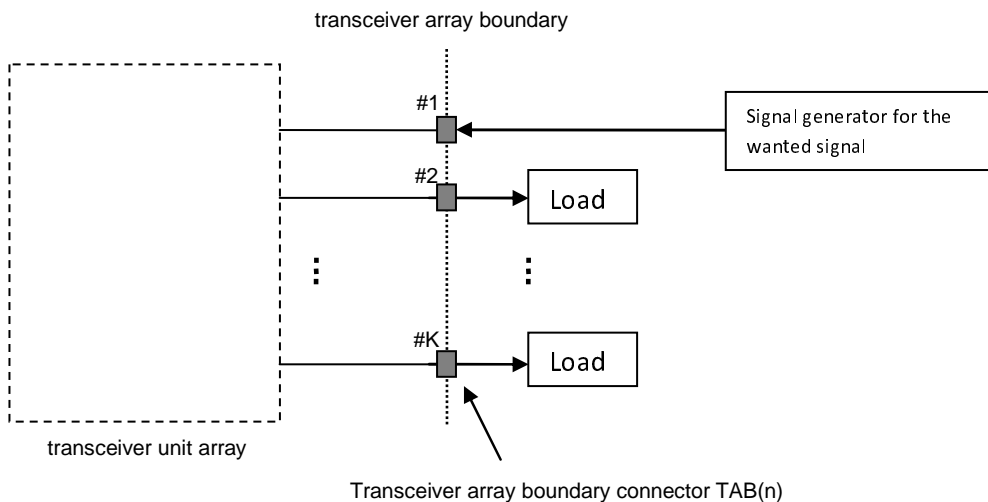 transceiver array boundary
#1
Signal generator for the
wanted signal
#2
Load
#K
Load
transceiver unit array
Transceiver array boundary connector TAB(n)